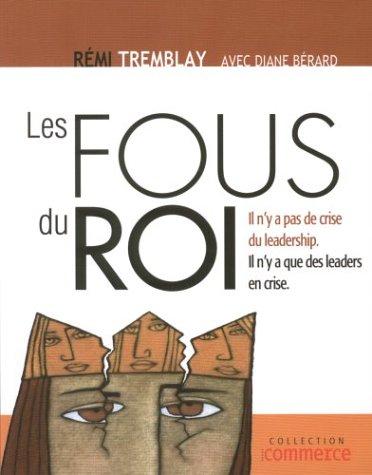 RÉMI TREMBLAY AVEC DIANE BÉRARD
Les
FOUS
du ROI
Il n'y a pas de crise
du leadership.
Il n'y a que des leaders
en crise.
COLLECTION
commerce